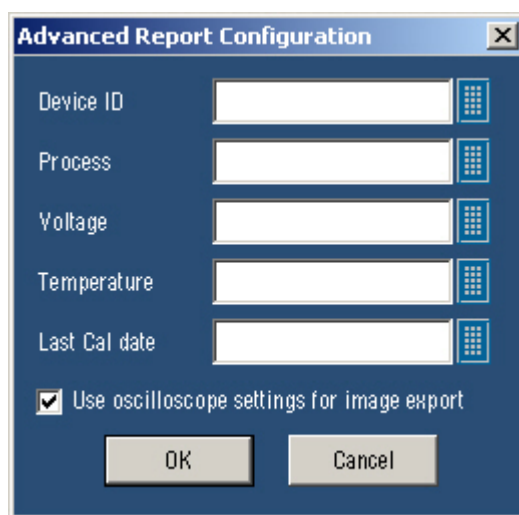 Advanced Report Configuration
Device ID
Process
Voltage
Temperature
Last Cal date
Use oscilloscope settings for image export
OK Cancel